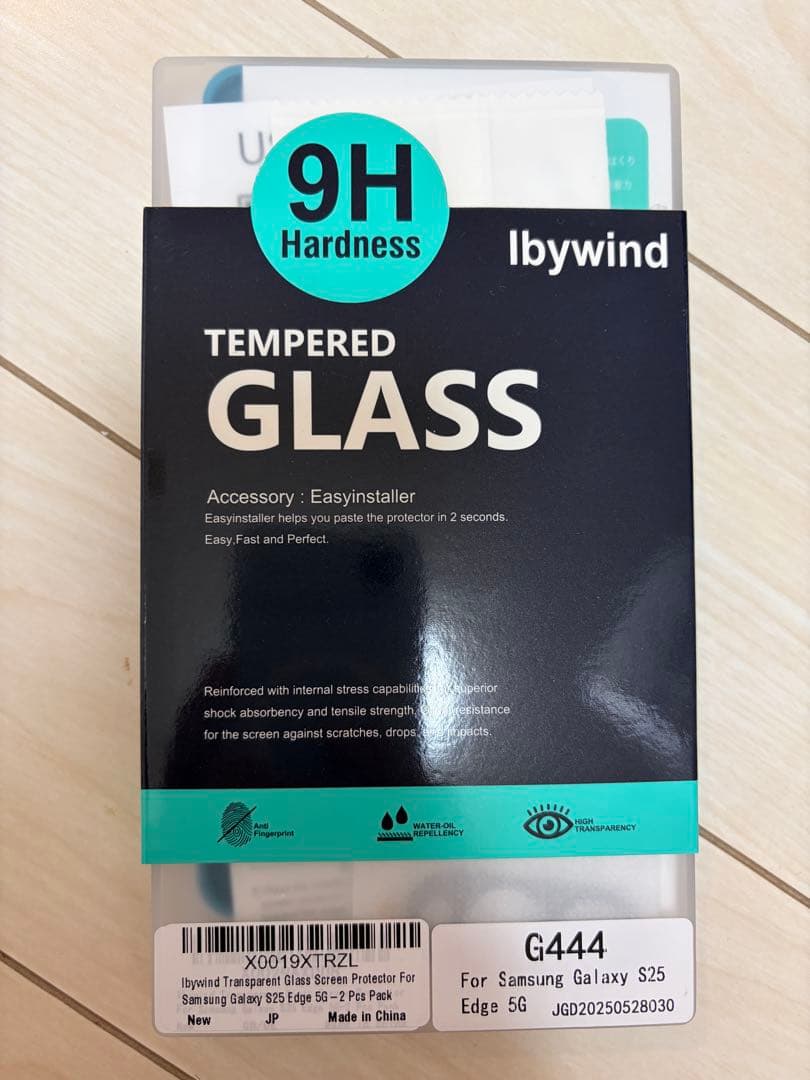 9H
Hardness
Ibywind
TEMPERED
GLASS
Accessory : Easyinstaller
Easyinstaller helps you paste the protector in 2 seconds.
Easy,Fast and Perfect.
Reinforced with internal stress superior
shock absorbency and tensile strength, resistance
for the screen against scratches, drops, impacts.
Anti
Fingerprint
WATER-OIL
REPELLENCY
HIGH
TRANSPARENCY
X0019XTRZL
Ibywind Transparent Glass Screen Protector For
Samsung Galaxy S25 Edge 5G-2 Pcs Pack
New JP Made in China
G444
For Samsung Galaxy S25
Edge 5G JGD20250528030